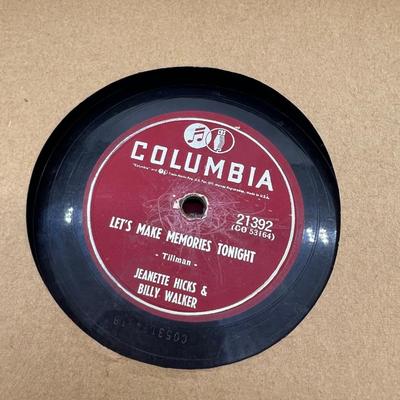 COLUMBIA
21392
(CO 53164)
LET'S MAKE MEMORIES TONIGHT
- Tillman -
JEANETTE HICKS &
BILLY WALKER